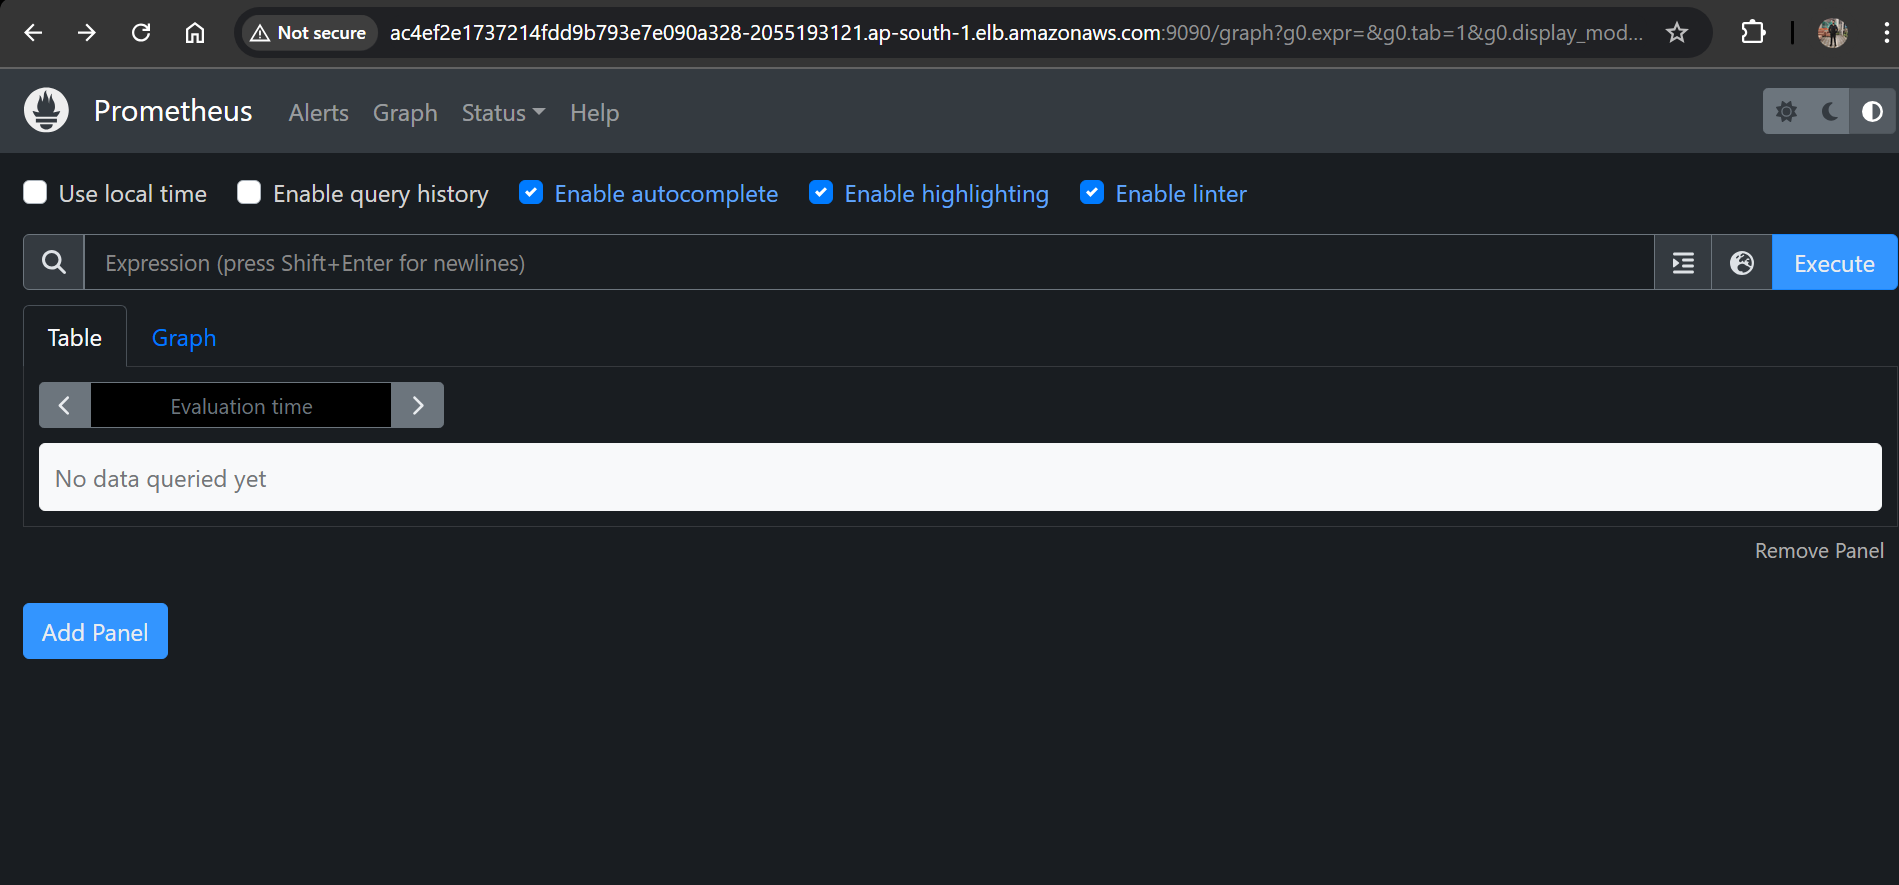 Not secure ac4ef2e1737214fdd9b793e7e090a328-2055193121.ap-south-1.elb.amazonaws.com:9090/graph?g0.expr=&g0.tab=1&g0.display_mod...
Prometheus Alerts Graph Status Help
Use local time Enable query history Enable autocomplete Enable highlighting Enable linter
Expression (press Shift+Enter for newlines) Execute
Table Graph
Evaluation time
No data queried yet
Remove Panel
Add Panel